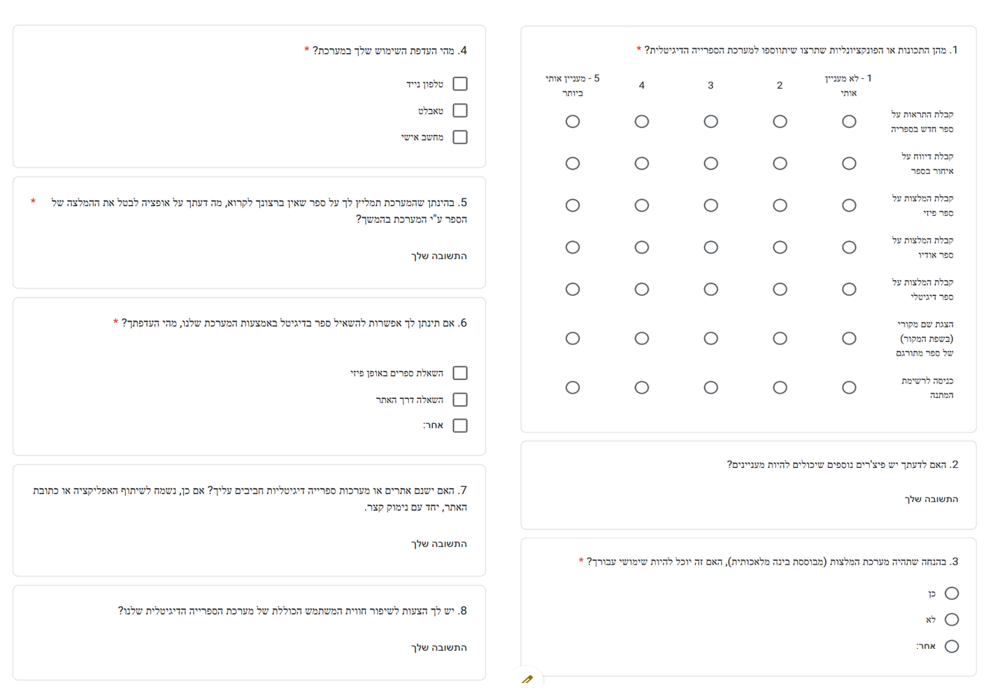 1. מהן התכונות או הפונקציונליות שתרצו שיתווספו למערכת הספרייה הדיגיטלית? *
1 - לא מעניין
אותי
2
3
4
5 - מעניין אותי
ביותר
קבלת התראות על
ספר חדש בספריה
קבלת דיווח על
איחור בספר
קבלת המלצות על
ספר פיזי
קבלת המלצות על
ספר אודיו
קבלת המלצות על
ספר דיגיטלי
הצגת שם מקורי
(בשפת המקור)
של ספר מתורגם
כניסה לרשימת
המתנה
2. האם לדעתך יש פיצ'רים נוספים שיכולים להיות מעניינים?
התשובה שלך
3. בהנחה שתהיה מערכת המלצות (מבוססת בינה מלאכותית), האם זה יוכל להיות שימושי עבורך? *
כן
לא
אחר:
4. מהי העדפת השימוש שלך במערכת? *
טלפון נייד
טאבלט
מחשב אישי
5. בהינתן שהמערכת תמליץ לך על ספר שאין ברצונך לקרוא, מה דעתך על אופציה לבטל את ההמלצה של *
הספר ע"י המערכת בהמשך?
התשובה שלך
6. אם תינתן לך אפשרות להשאיל ספר בדיגיטל באמצעות המערכת שלנו, מהי העדפתך? *
השאלת ספרים באופן פיזי
השאלה דרך האתר
אחר:
7. האם ישנם אתרים או מערכות ספרייה דיגיטליות חביבים עליך? אם כן, נשמח לשיתוף האפליקציה או כתובת
האתר, יחד עם נימוק קצר.
התשובה שלך
8. יש לך הצעות לשיפור חווית המשתמש הכוללת של מערכת הספרייה הדיגיטלית שלנו?
התשובה שלך